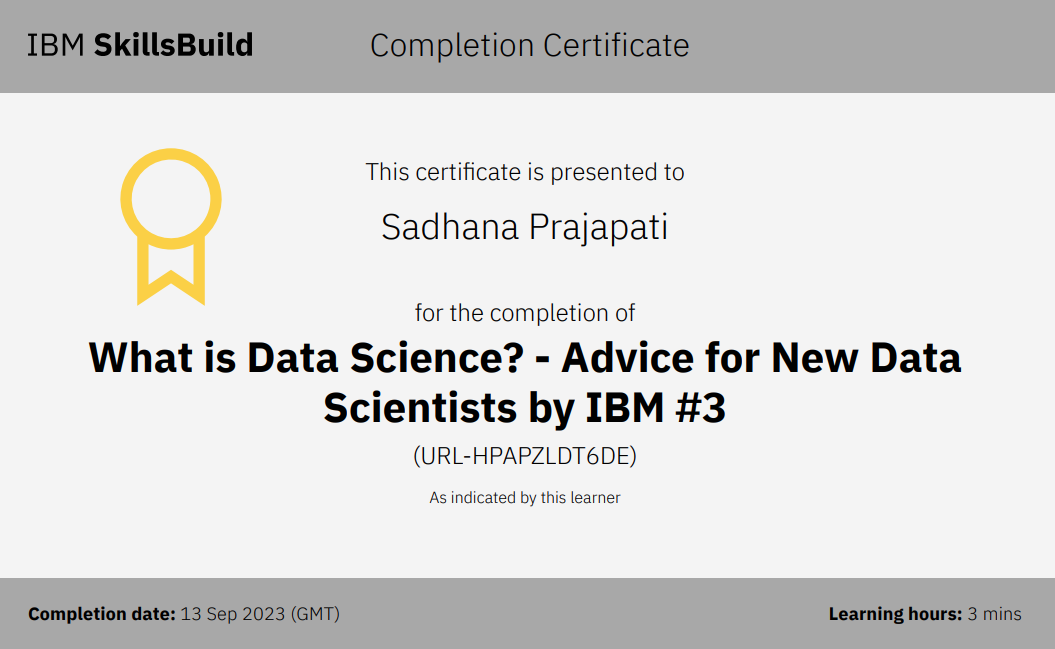 IBM SkillsBuild
Completion Certificate
This certificate is presented to
Sadhana Prajapati
for the completion of
What is Data Science? - Advice for New Data
Scientists by IBM #3
(URL-HPAPZLDT6DE)
As indicated by this learner
Completion date: 13 Sep 2023 (GMT)
Learning hours: 3 mins